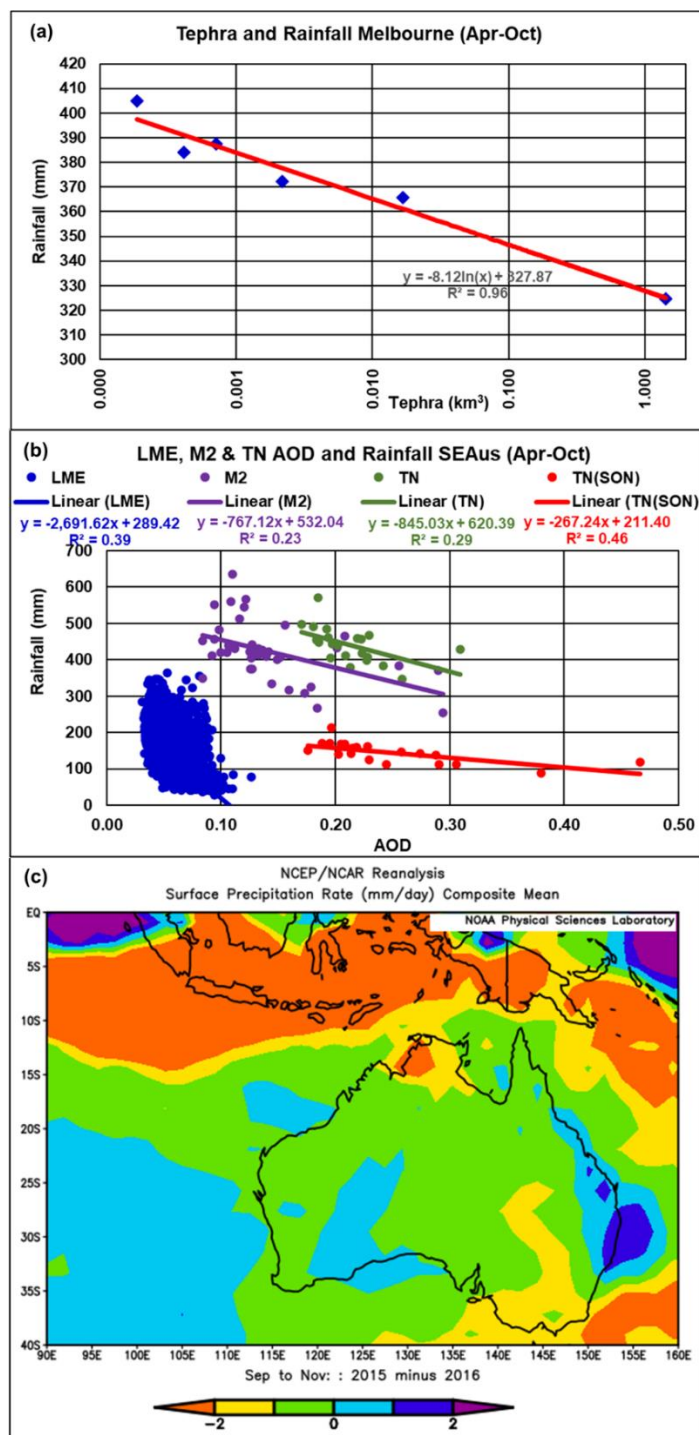 (a)
Tephra and Rainfall Melbourne (Apr-Oct)
420
410
400
390
380
370
360
350
340
330
320
310
300
Rainfall (mm)
y = -8.12ln(x) + 327.87
R² = 0.96
0.000
0.001
0.010
0.100
1.000
Tephra (km³)
(b)
LME, M2 & TN AOD and Rainfall SEAus (Apr-Oct)
LME M2 TN TN(SON)
Linear (LME) Linear (M2) Linear (TN) Linear (TN(SON)
y = -2,691.62x + 289.42 y = -767.12x + 532.04 y = -845.03x + 620.39 y = -267.24x + 211.40
R² = 0.39 R² = 0.23 R² = 0.29 R² = 0.46
700
600
500
400
300
200
100
0
Rainfall (mm)
0.00 0.10 0.20 0.30 0.40 0.50
AOD
(c)
NCEP/NCAR Reanalysis
Surface Precipitation Rate (mm/day) Composite Mean
NOAA Physical Sciences Laboratory
EQ
5S
10S
15S
20S
25S
30S
35S
40S
90E 95E 100E 105E 110E 115E 120E 125E 130E 135E 140E 145E 150E 155E 160E
Sep to Nov: : 2015 minus 2016
-2 0 2